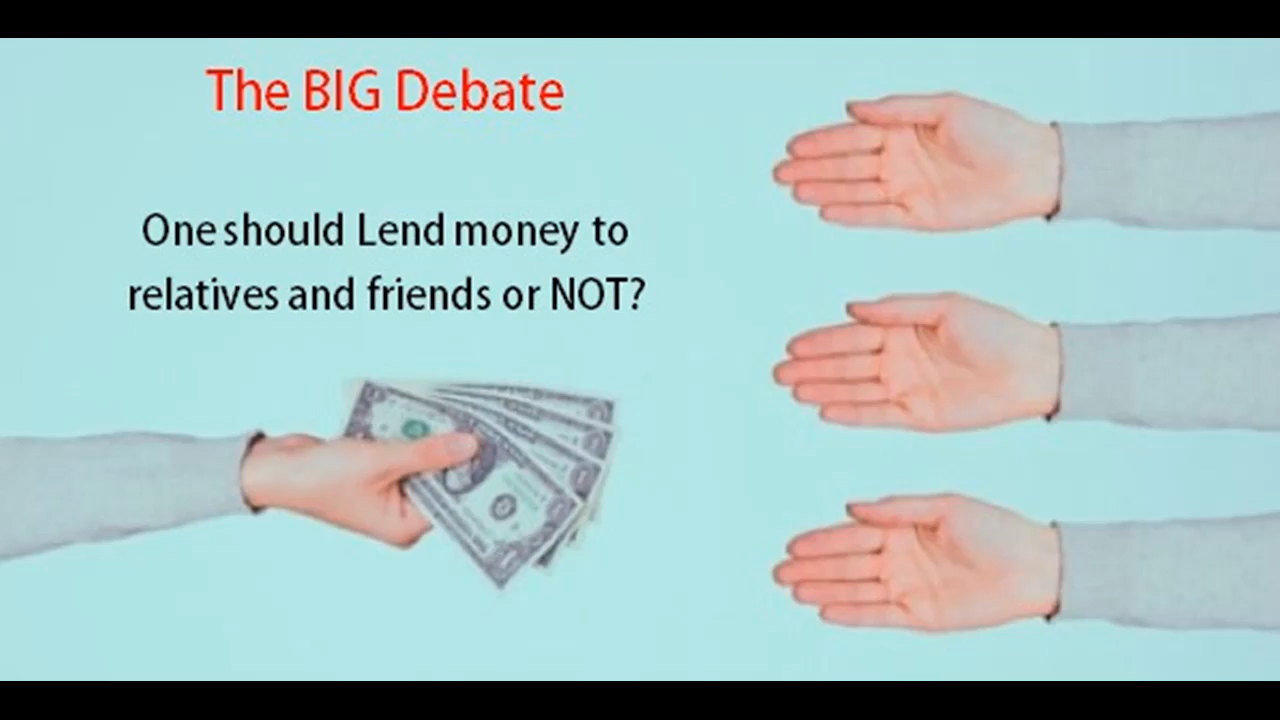 The BIG Debate
One should Lend money to
relatives and friends or NOT?